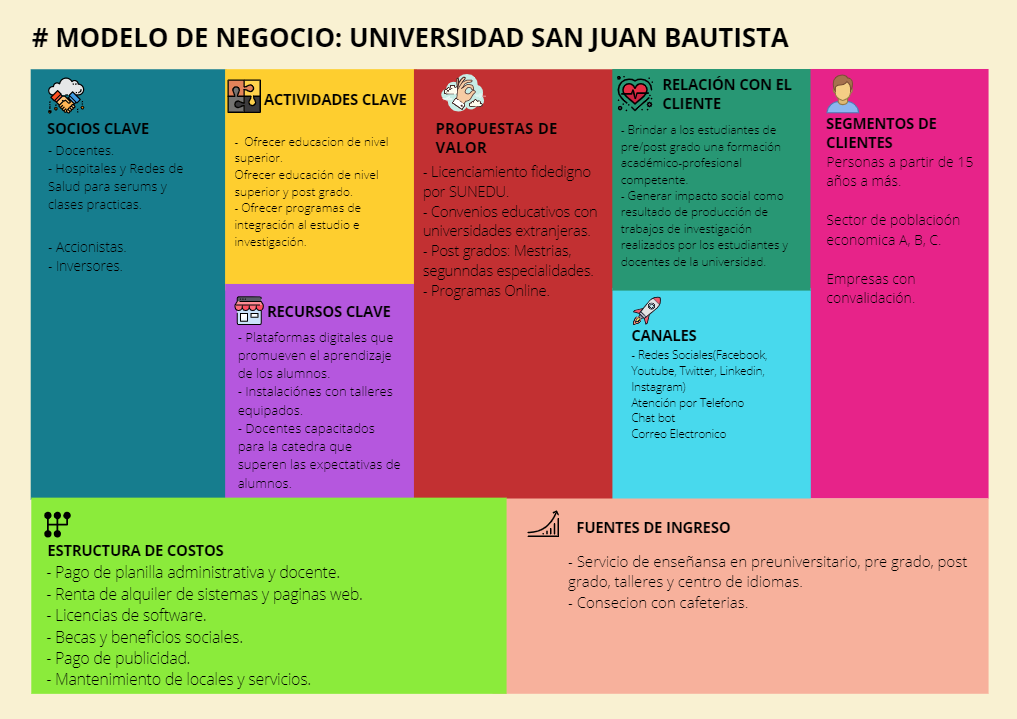 # MODELO DE NEGOCIO: UNIVERSIDAD SAN JUAN BAUTISTA
SOCIOS CLAVE
- Docentes.
- Hospitales y Redes de
Salud para serums y
clases practicas.
- Accionistas.
- Inversores.
ACTIVIDADES CLAVE
- Ofrecer educacion de nivel
superior.
Ofrecer educación de nivel
superior y post grado.
- Ofrecer programas de
integración al estudio e
investigación.
RECURSOS CLAVE
- Plataformas digitales que
promueven el aprendizaje
de los alumnos.
- Instalaciónes con talleres
equipados.
- Docentes capacitados
para la catedra que
superen las expectativas de
alumnos.
PROPUESTAS DE
VALOR
- Licenciamiento fidedigno
por SUNEDU.
- Convenios educativos con
universidades extranjeras.
- Post grados: Mestrias,
segunndas especialidades.
- Programas Online.
RELACIÓN CON EL
CLIENTE
- Brindar a los estudiantes de
pre/post grado una formación
académico-profesional
competente.
- Generar impacto social como
resultado de producción de
trabajos de investigación
realizados por los estudiantes y
docentes de la universidad.
CANALES
- Redes Sociales(Facebook,
Youtube, Twitter, Linkedin,
Instagram)
Atención por Telefono
Chat bot
Correo Electronico
SEGMENTOS DE
CLIENTES
Personas a partir de 15
años a más.
Sector de poblacioón
economica A, B, C.
Empresas con
convalidación.
ESTRUCTURA DE COSTOS
- Pago de planilla administrativa y docente.
- Renta de alquiler de sistemas y paginas web.
- Licencias de software.
- Becas y beneficios sociales.
- Pago de publicidad.
- Mantenimiento de locales y servicios.
FUENTES DE INGRESO
- Servicio de enseñansa en preuniversitario, pre grado, post
grado, talleres y centro de idiomas.
- Consecion con cafeterias.